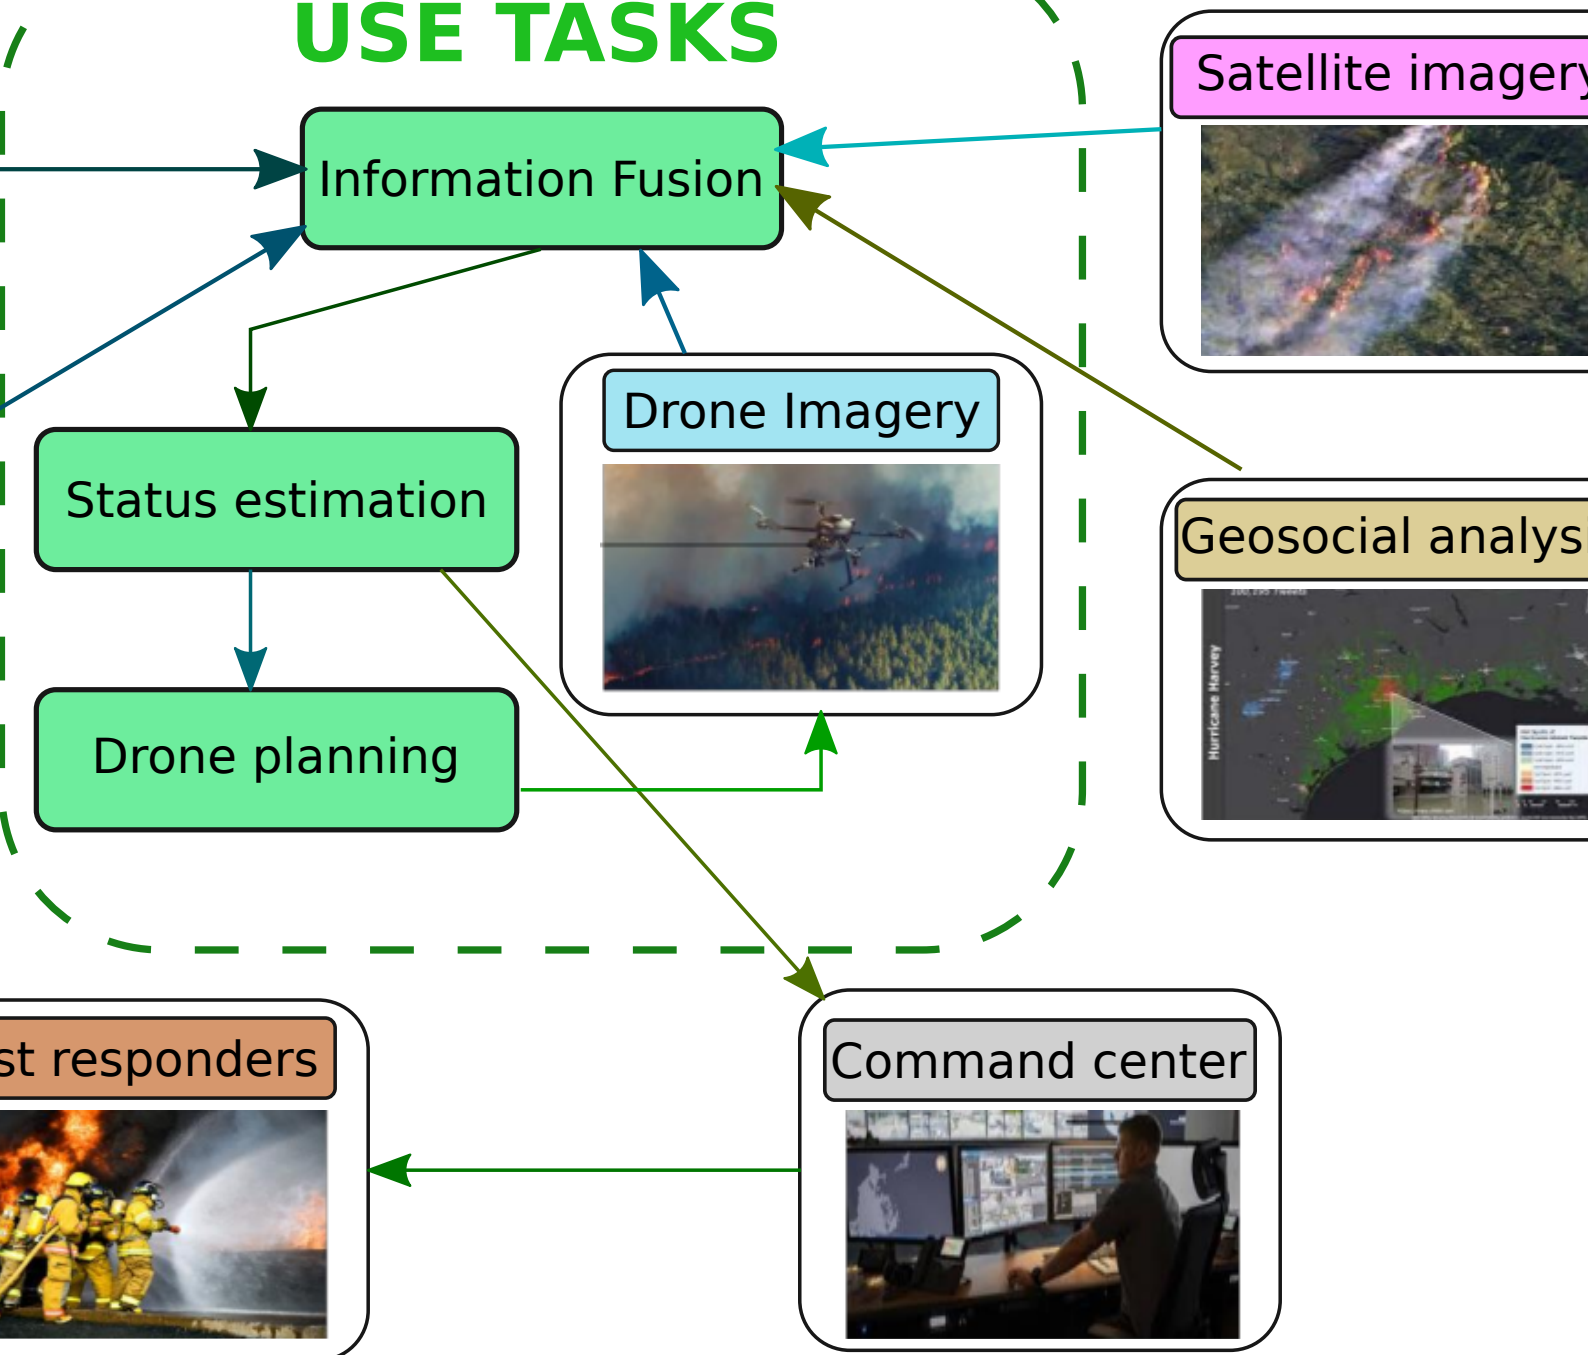 USE TASKS
Satellite imagery
Information Fusion
Drone Imagery
Status estimation
Geosocial analysi
Hurricane Harvey
Drone planning
st responders
Command center